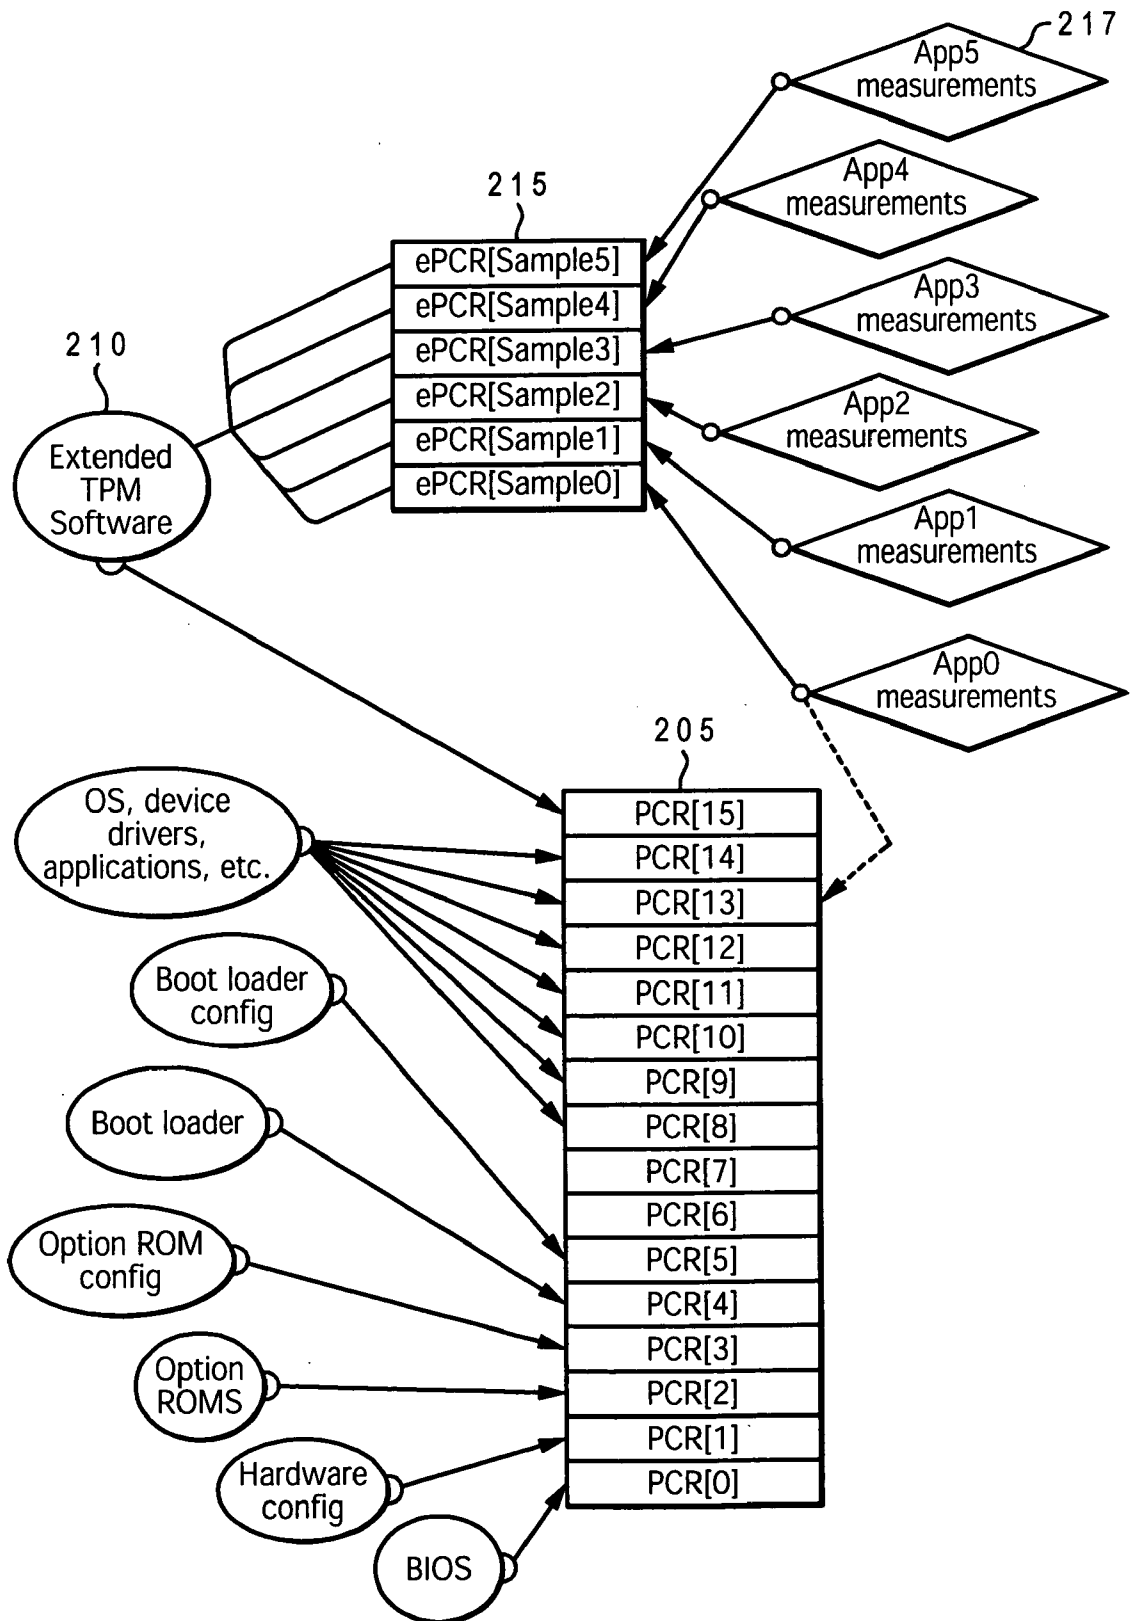 217
App5
measurements
App4
measurements
215
ePCR[Sample5]
ePCR[Sample4]
ePCR[Sample3]
ePCR[Sample2]
ePCR[Sample1]
ePCR[Sample0]
App3
measurements
210
Extended
TPM
Software
App2
measurements
App1
measurements
App0
measurements
205
PCR[15]
PCR[14]
PCR[13]
PCR[12]
PCR[11]
PCR[10]
PCR[9]
PCR[8]
PCR[7]
PCR[6]
PCR[5]
PCR[4]
PCR[3]
PCR[2]
PCR[1]
PCR[0]
OS, device
drivers,
applications, etc.
Boot loader
config
Boot loader
Option ROM
config
Option
ROMS
Hardware
config
BIOS